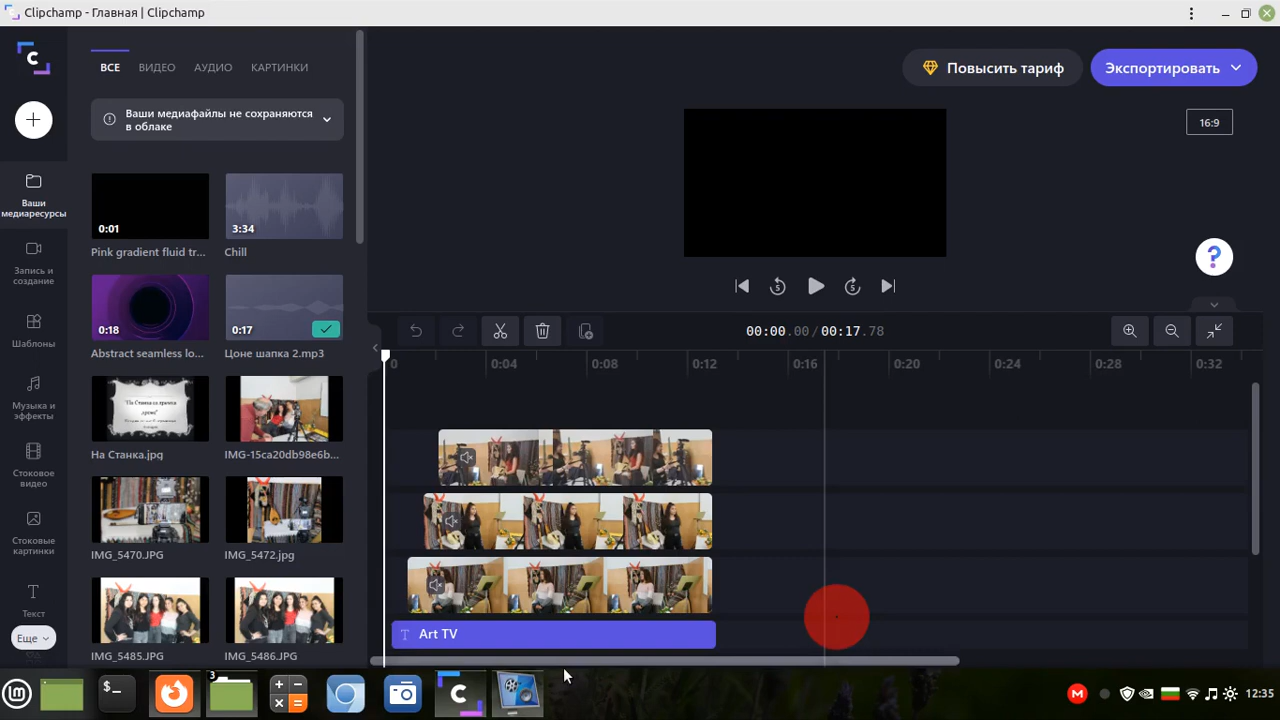 Clipchamp - Главная | Clipchamp
ВСЕ
ВИДЕО
АУДИО
КАРТИНКИ
Повысить тариф
Экспортировать
Ваши медиафайлы не сохраняются
в облаке
16:9
Ваши
медиаресурсы
0:01
3:34
Pink gradient fluid tr...
Chill
Запись и
создание
0:18
0:17
Abstract seamless lo...
Цоне шапка 2.mp3
Шаблоны
5
5
00:00.00 / 00:17.78
0
0:04
0:08
0:12
0:16
0:20
0:24
0:28
0:32
Музыка и
эффекты
На Станка.jpg
IMG-15ca20db98e6b...
Стоковое
видео
IMG_5470.JPG
IMG_5472.jpg
Стоковые
картинки
Текст
T Art TV
Еще
IMG_5485.JPG
IMG_5486.JPG
3
12:35